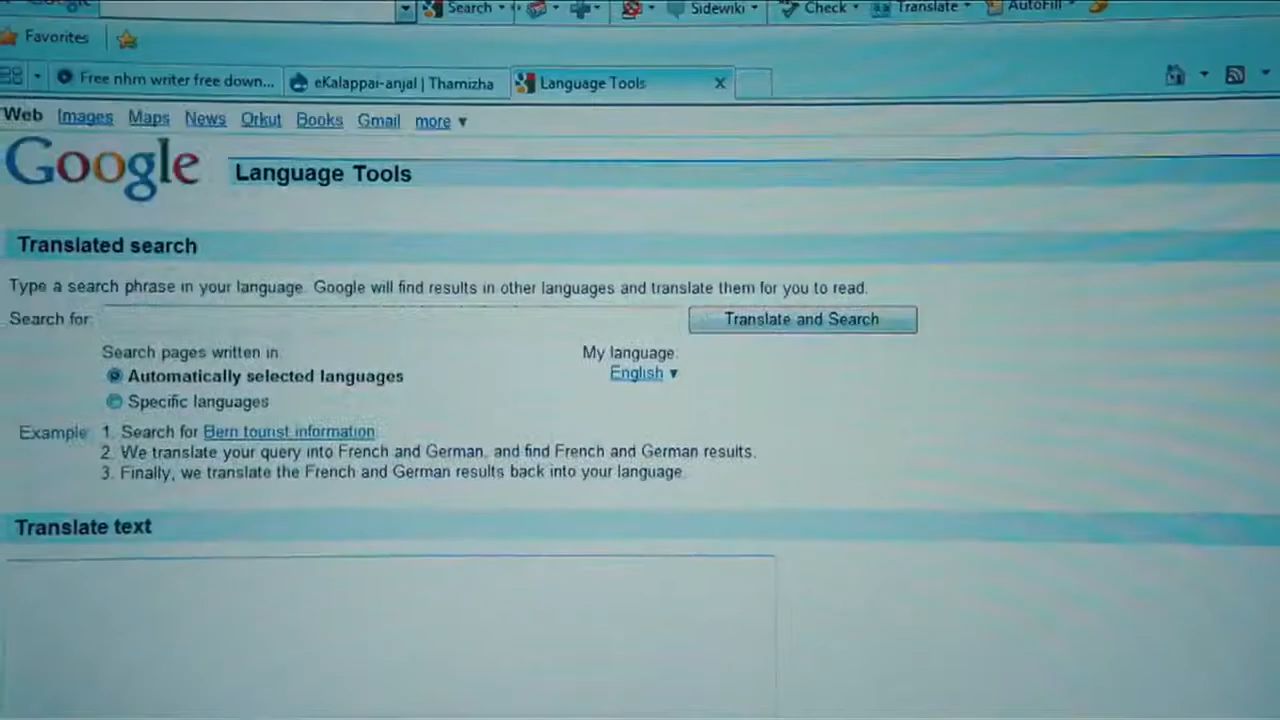 Google Search Sidewiki Check Translate AutoFill
Favorites
Free nhm writer free down... eKalappai-anjal | Thamizha Language Tools X
Web Images Maps News Orkut Books Gmail more ▼
Google Language Tools
Translated search
Type a search phrase in your language. Google will find results in other languages and translate them for you to read.
Search for: Translate and Search
Search pages written in: My language:
Automatically selected languages English ▼
Specific languages
Example: 1. Search for Bern tourist information.
2. We translate your query into French and German, and find French and German results.
3. Finally, we translate the French and German results back into your language.
Translate text